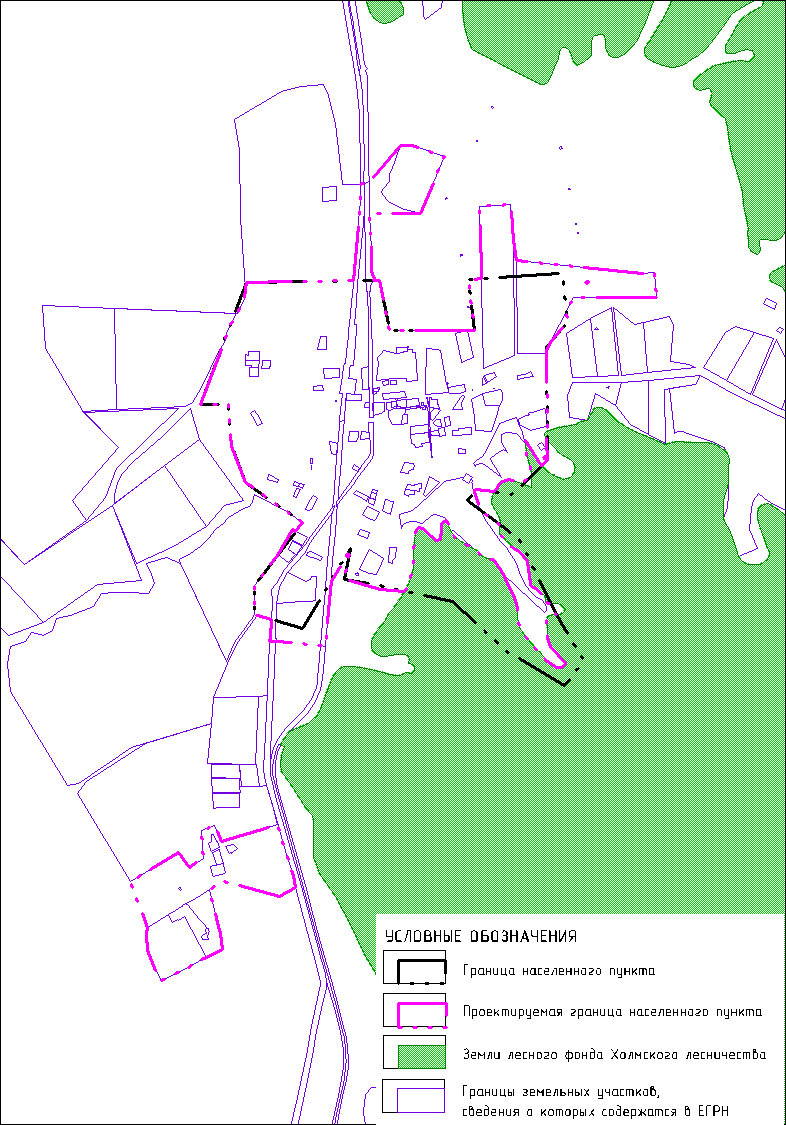 УСЛОВНЫЕ ОБОЗНАЧЕНИЯ
Граница населенного пункта
Проектируемая граница населенного пункта
Земли лесного фонда Холмского лесничества
Границы земельных участков,
сведения о которых содержатся в ЕГРН